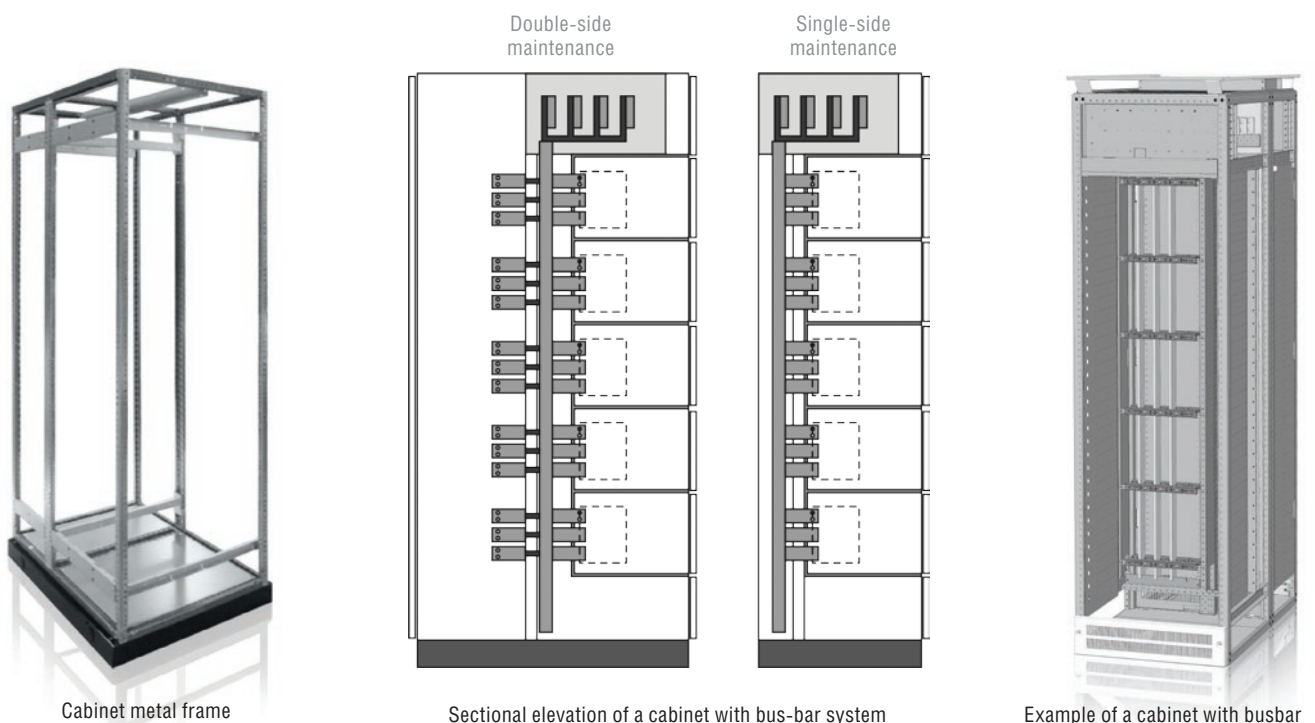 Double-side
maintenance
Single-side
maintenance
Cabinet metal frame
Sectional elevation of a cabinet with bus-bar system
Example of a cabinet with busbar